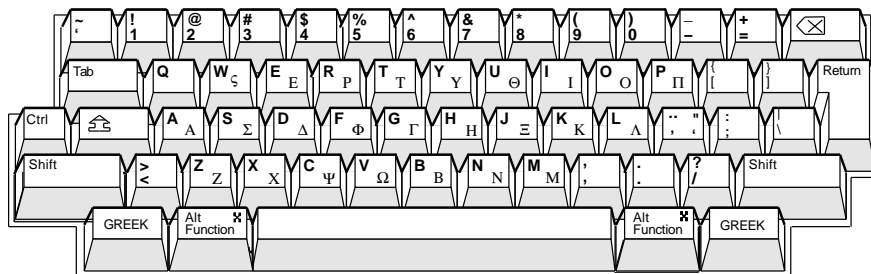 ~ ! @ # $ % ^ & * ( ) _ +
‘ 1 2 3 4 5 6 7 8 9 0 – =
Tab Q W ς E Ε R Ρ T Τ Y Υ U Θ I Ι O Ο P Π { [ } ] Return
Ctrl A Α S Σ D Δ F Φ G Γ H Η J Ξ K Κ L Λ ¨ " ’ ‘ : ; | \
Shift > < Z Ζ X Χ C Ψ V Ω B Β N Ν M Μ ; , . . ? / Shift
GREEK Alt Function Alt Function GREEK